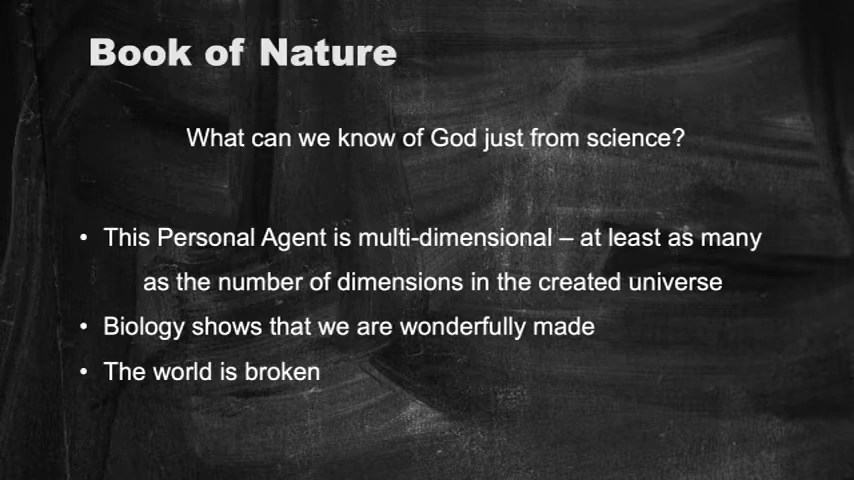 Book of Nature
What can we know of God just from science?
• This Personal Agent is multi-dimensional – at least as many
as the number of dimensions in the created universe
• Biology shows that we are wonderfully made
• The world is broken